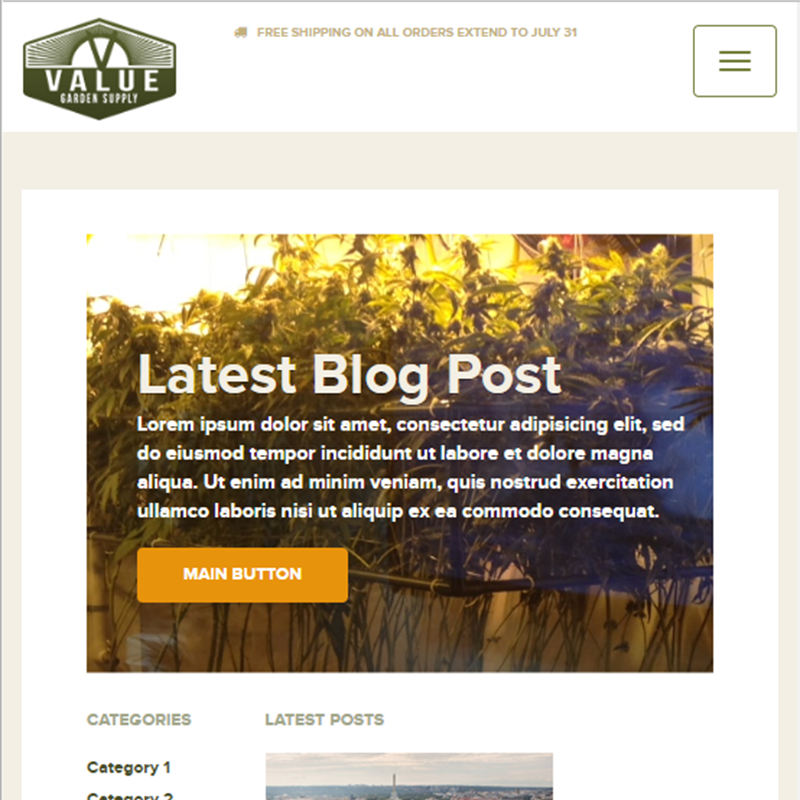 FREE SHIPPING ON ALL ORDERS EXTEND TO JULY 31
VALUE
GARDEN SUPPLY
Latest Blog Post
Lorem ipsum dolor sit amet, consectetur adipisicing elit, sed
do eiusmod tempor incididunt ut labore et dolore magna
aliqua. Ut enim ad minim veniam, quis nostrud exercitation
ullamco laboris nisi ut aliquip ex ea commodo consequat.
MAIN BUTTON
CATEGORIES
LATEST POSTS
Category 1
Category 2